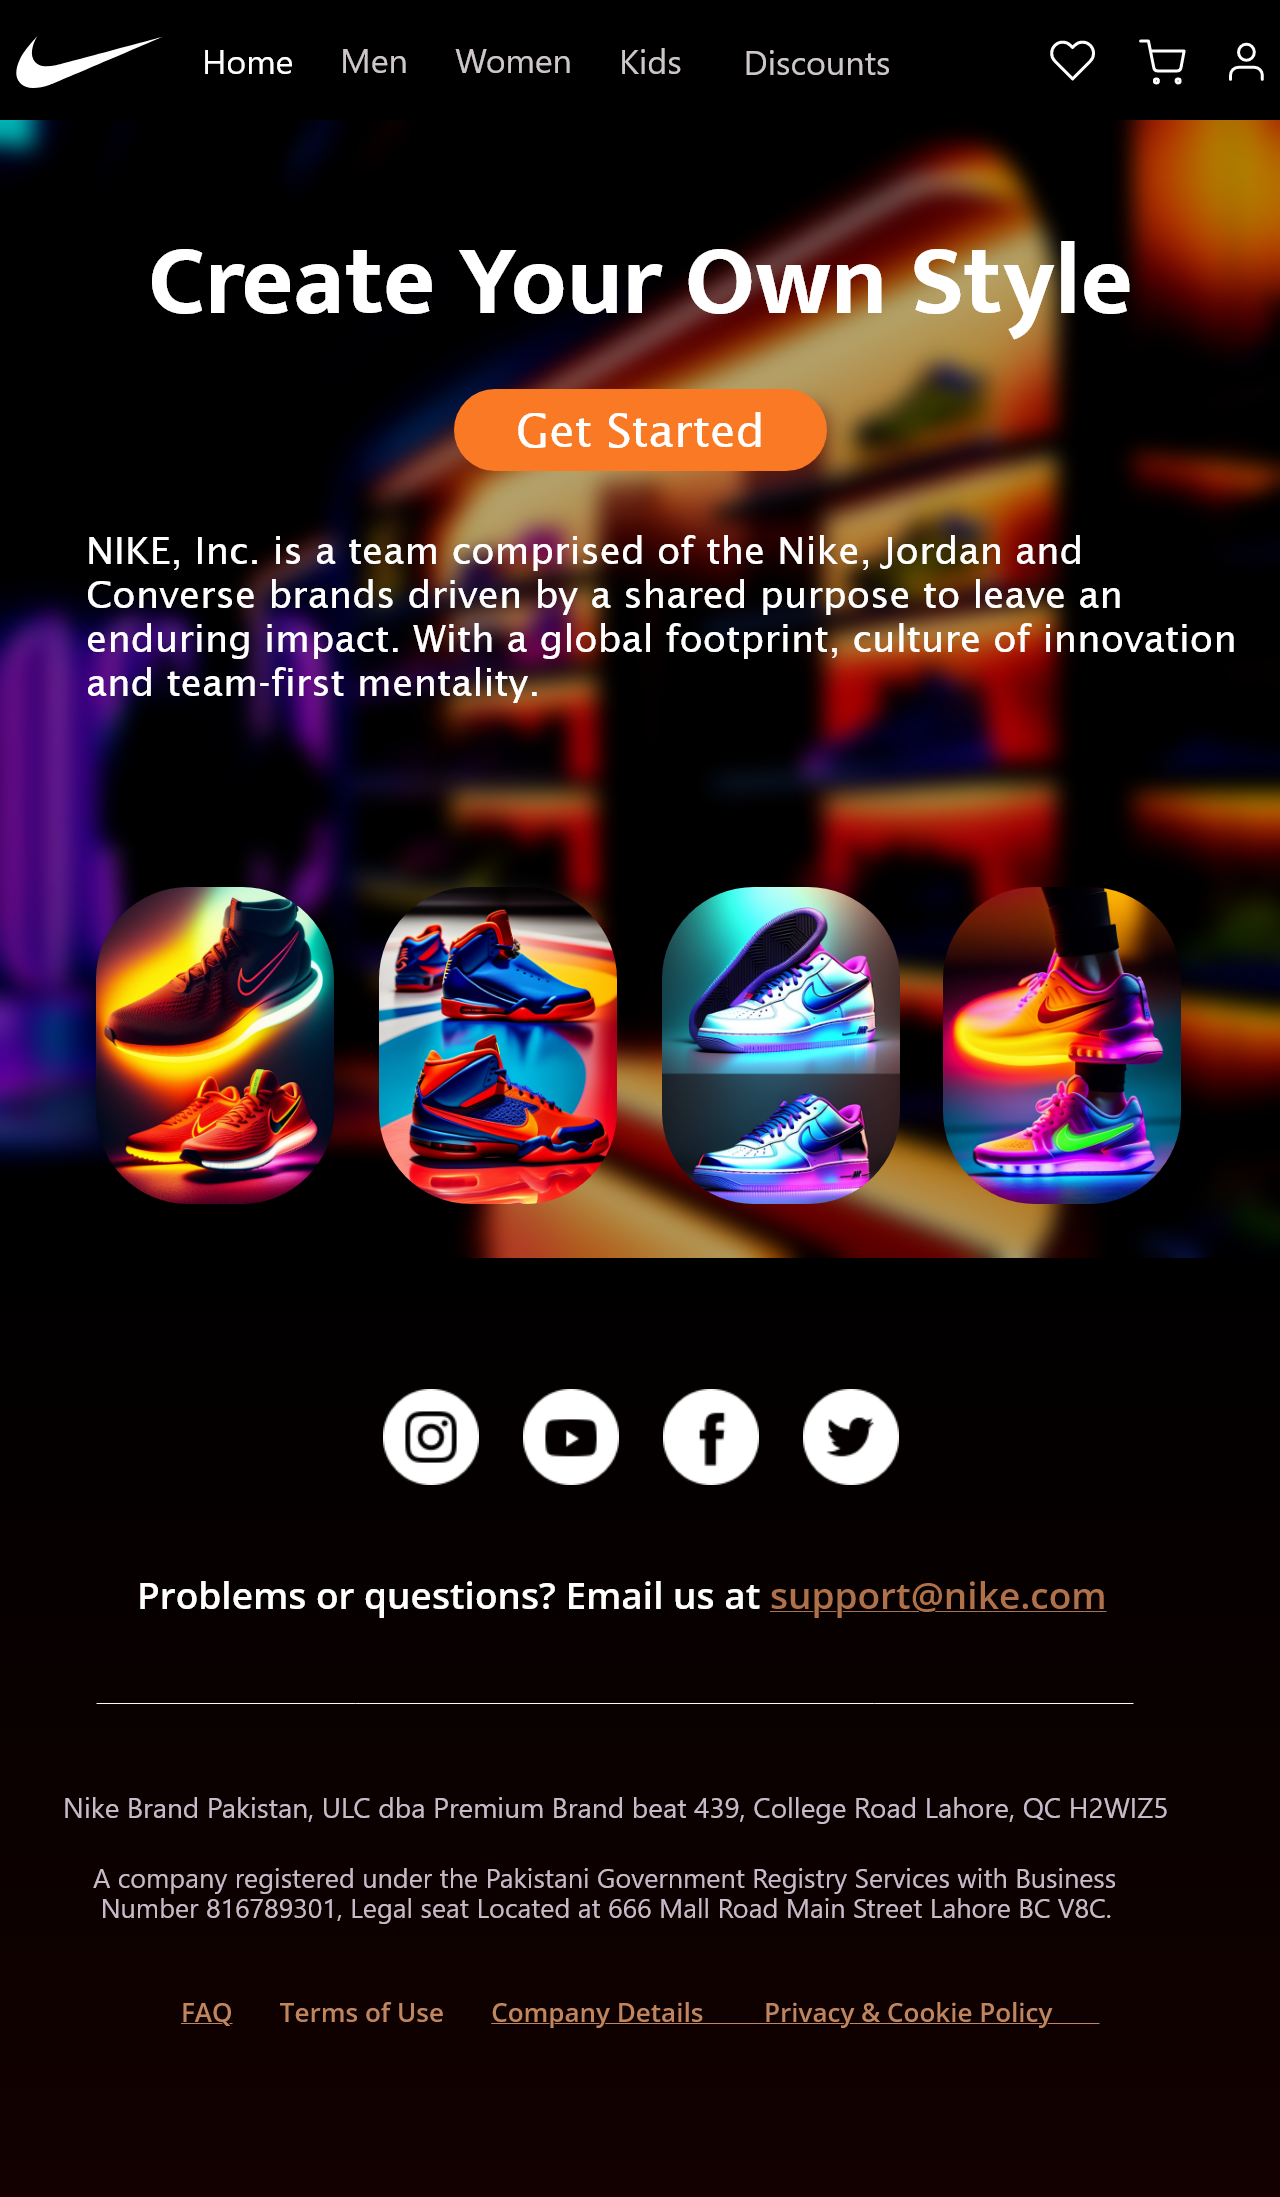 Home Men Women Kids Discounts
Create Your Own Style
Get Started
NIKE, Inc. is a team comprised of the Nike, Jordan and
Converse brands driven by a shared purpose to leave an
enduring impact. With a global footprint, culture of innovation
and team-first mentality.
Problems or questions? Email us at support@nike.com
Nike Brand Pakistan, ULC dba Premium Brand beat 439, College Road Lahore, QC H2WIZ5
A company registered under the Pakistani Government Registry Services with Business
Number 816789301, Legal seat Located at 666 Mall Road Main Street Lahore BC V8C.
FAQ Terms of Use Company Details Privacy & Cookie Policy